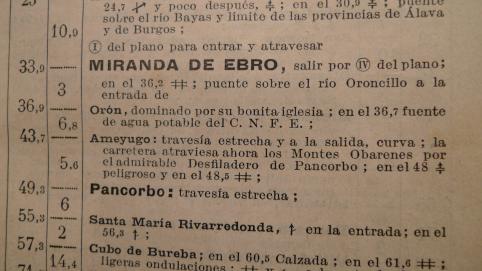 24,7 y poco después, ; en el 30,9 ; puente
sobre el río Bayas y límite de las provincias de Álava
10,9 y de Burgos ;
I del plano para entrar y atravesar
33,9 MIRANDA DE EBRO, salir por IV del plano;
3 en el 36,2 ; puente sobre el río Oroncillo a la
entrada de
36,9 Orón, dominado por su bonita iglesia ; en el 36,7 fuente
6,8 de agua potable del C. N. F. E. ;
43,7 Ameyugo: travesía estrecha y a la salida, curva ; la
carretera atraviesa ahora los Montes Obarenes por
5,6 el admirable Desfiladero de Pancorbo ; en el 48
peligroso y en el 48,5 ;
49,3 Pancorbo: travesía estrecha ;
6
55,3 Santa María Rivarredonda, en la entrada; en el
2 56,3 ;
57,3 Cubo de Bureba; en el 60,5 Calzada ; en el 61,6 ;
14,4 ligeras ondulaciones ;